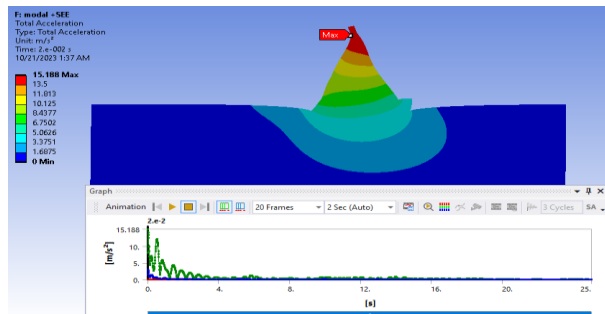 F: modal +SEE
Total Acceleration
Type: Total Acceleration
Unit: m/s²
Time: 2.e-002 s
10/21/2023 1:37 AM
15.188 Max
13.5
11.813
10.125
8.4377
6.7502
5.0626
3.3751
1.6875
0 Min
Max
Graph
Animation 20 Frames 2 Sec (Auto) 3 Cycles SA
2.e-2
15.188
10.
5.
0.
[m/s²]
0. 4. 8. 12. 16. 20. 25.
[s]